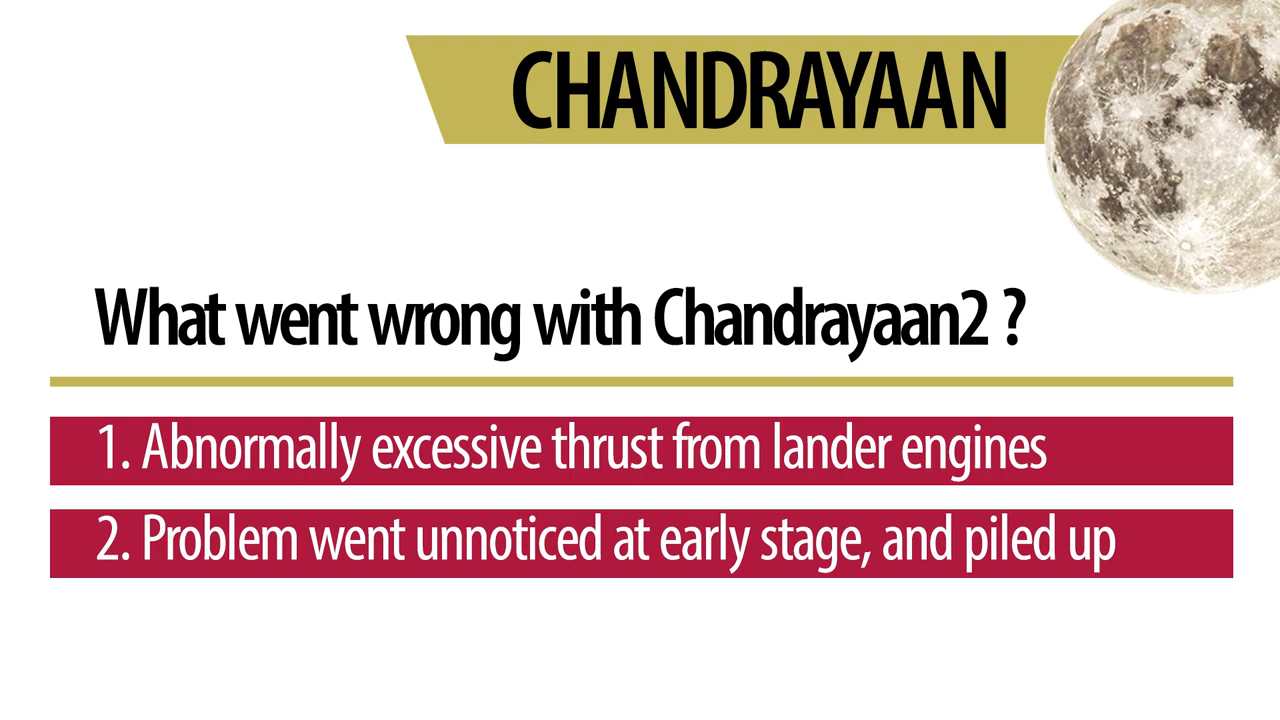 CHANDRAYAAN
What went wrong with Chandrayaan2 ?
1. Abnormally excessive thrust from lander engines
2. Problem went unnoticed at early stage, and piled up